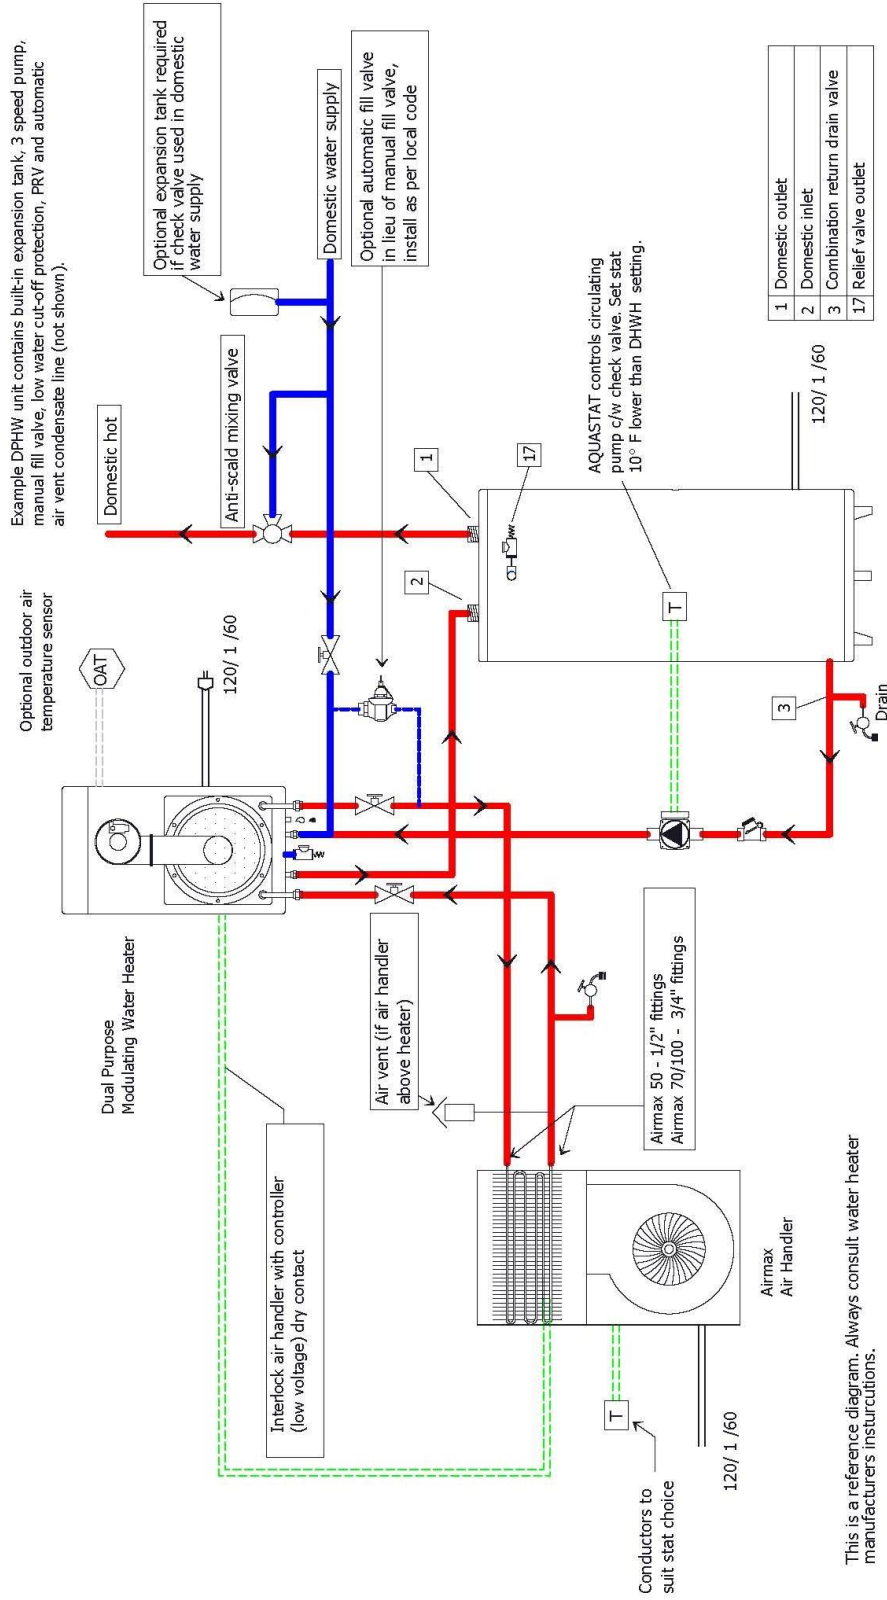 Example DPHW unit contains built-in expansion tank, 3 speed pump,
manual fill valve, low water cut-off protection, PRV and automatic
air vent condensate line (not shown).
Optional outdoor air
temperature sensor
OAT
120/ 1 /60
Dual Purpose
Modulating Water Heater
Domestic hot
Anti-scald mixing valve
Optional expansion tank required
if check valve used in domestic
water supply
Domestic water supply
Optional automatic fill valve
in lieu of manual fill valve,
install as per local code
Interlock air handler with controller
(low voltage) dry contact
Air vent (if air handler
above heater)
2
1
17
AQUASTAT controls circulating
pump c/w check valve. Set stat
10° F lower than DHWH setting.
T
Airmax 50 - 1/2" fittings
Airmax 70/100 - 3/4" fittings
3
Drain
120/ 1 /60
T
Conductors to
suit stat choice
120/ 1 /60
Airmax
Air Handler
1 Domestic outlet
2 Domestic inlet
3 Combination return drain valve
17 Relief valve outlet
This is a reference diagram. Always consult water heater
manufacturers insturcutions.